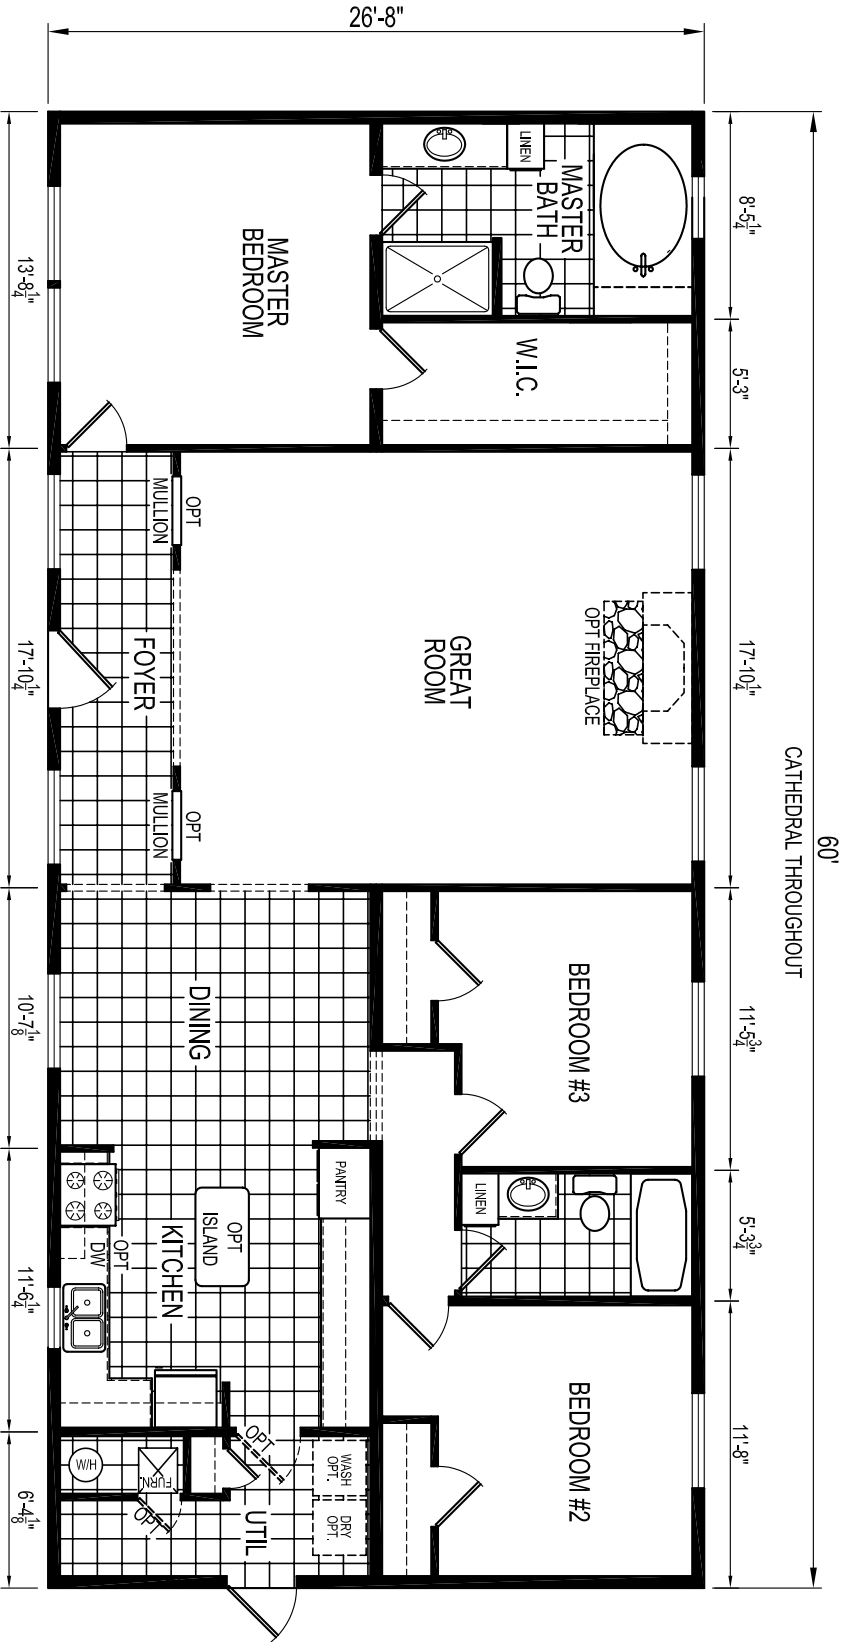 60'
CATHEDRAL THROUGHOUT
8'-5 1/4"
5'-3"
17'-10 1/4"
11'-5 3/4"
5'-3 3/4"
11'-8"
26'-8"
LINEN
MASTER
BATH
W.I.C.
OPT FIREPLACE
BEDROOM #3
LINEN
BEDROOM #2
GREAT
ROOM
MASTER
BEDROOM
OPT
MULLION
FOYER
OPT
MULLION
DINING
PANTRY
OPT
ISLAND
KITCHEN
OPT
DW
WASH
OPT.
DRY
OPT.
OPT
UTIL
FURN.
OPT
H/W
13'-8 1/4"
17'-10 1/4"
10'-7 1/8"
11'-6 1/4"
6'-4 1/8"